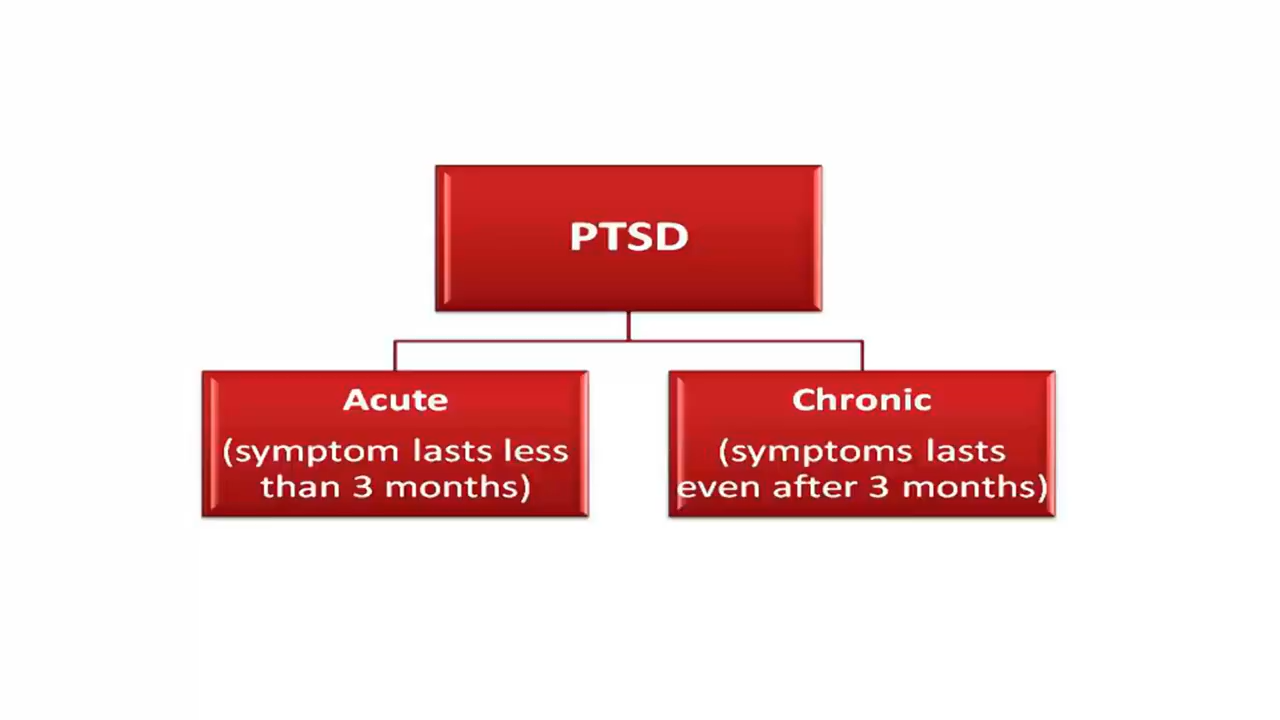 PTSD
Acute
(symptom lasts less
than 3 months)
Chronic
(symptoms lasts
even after 3 months)